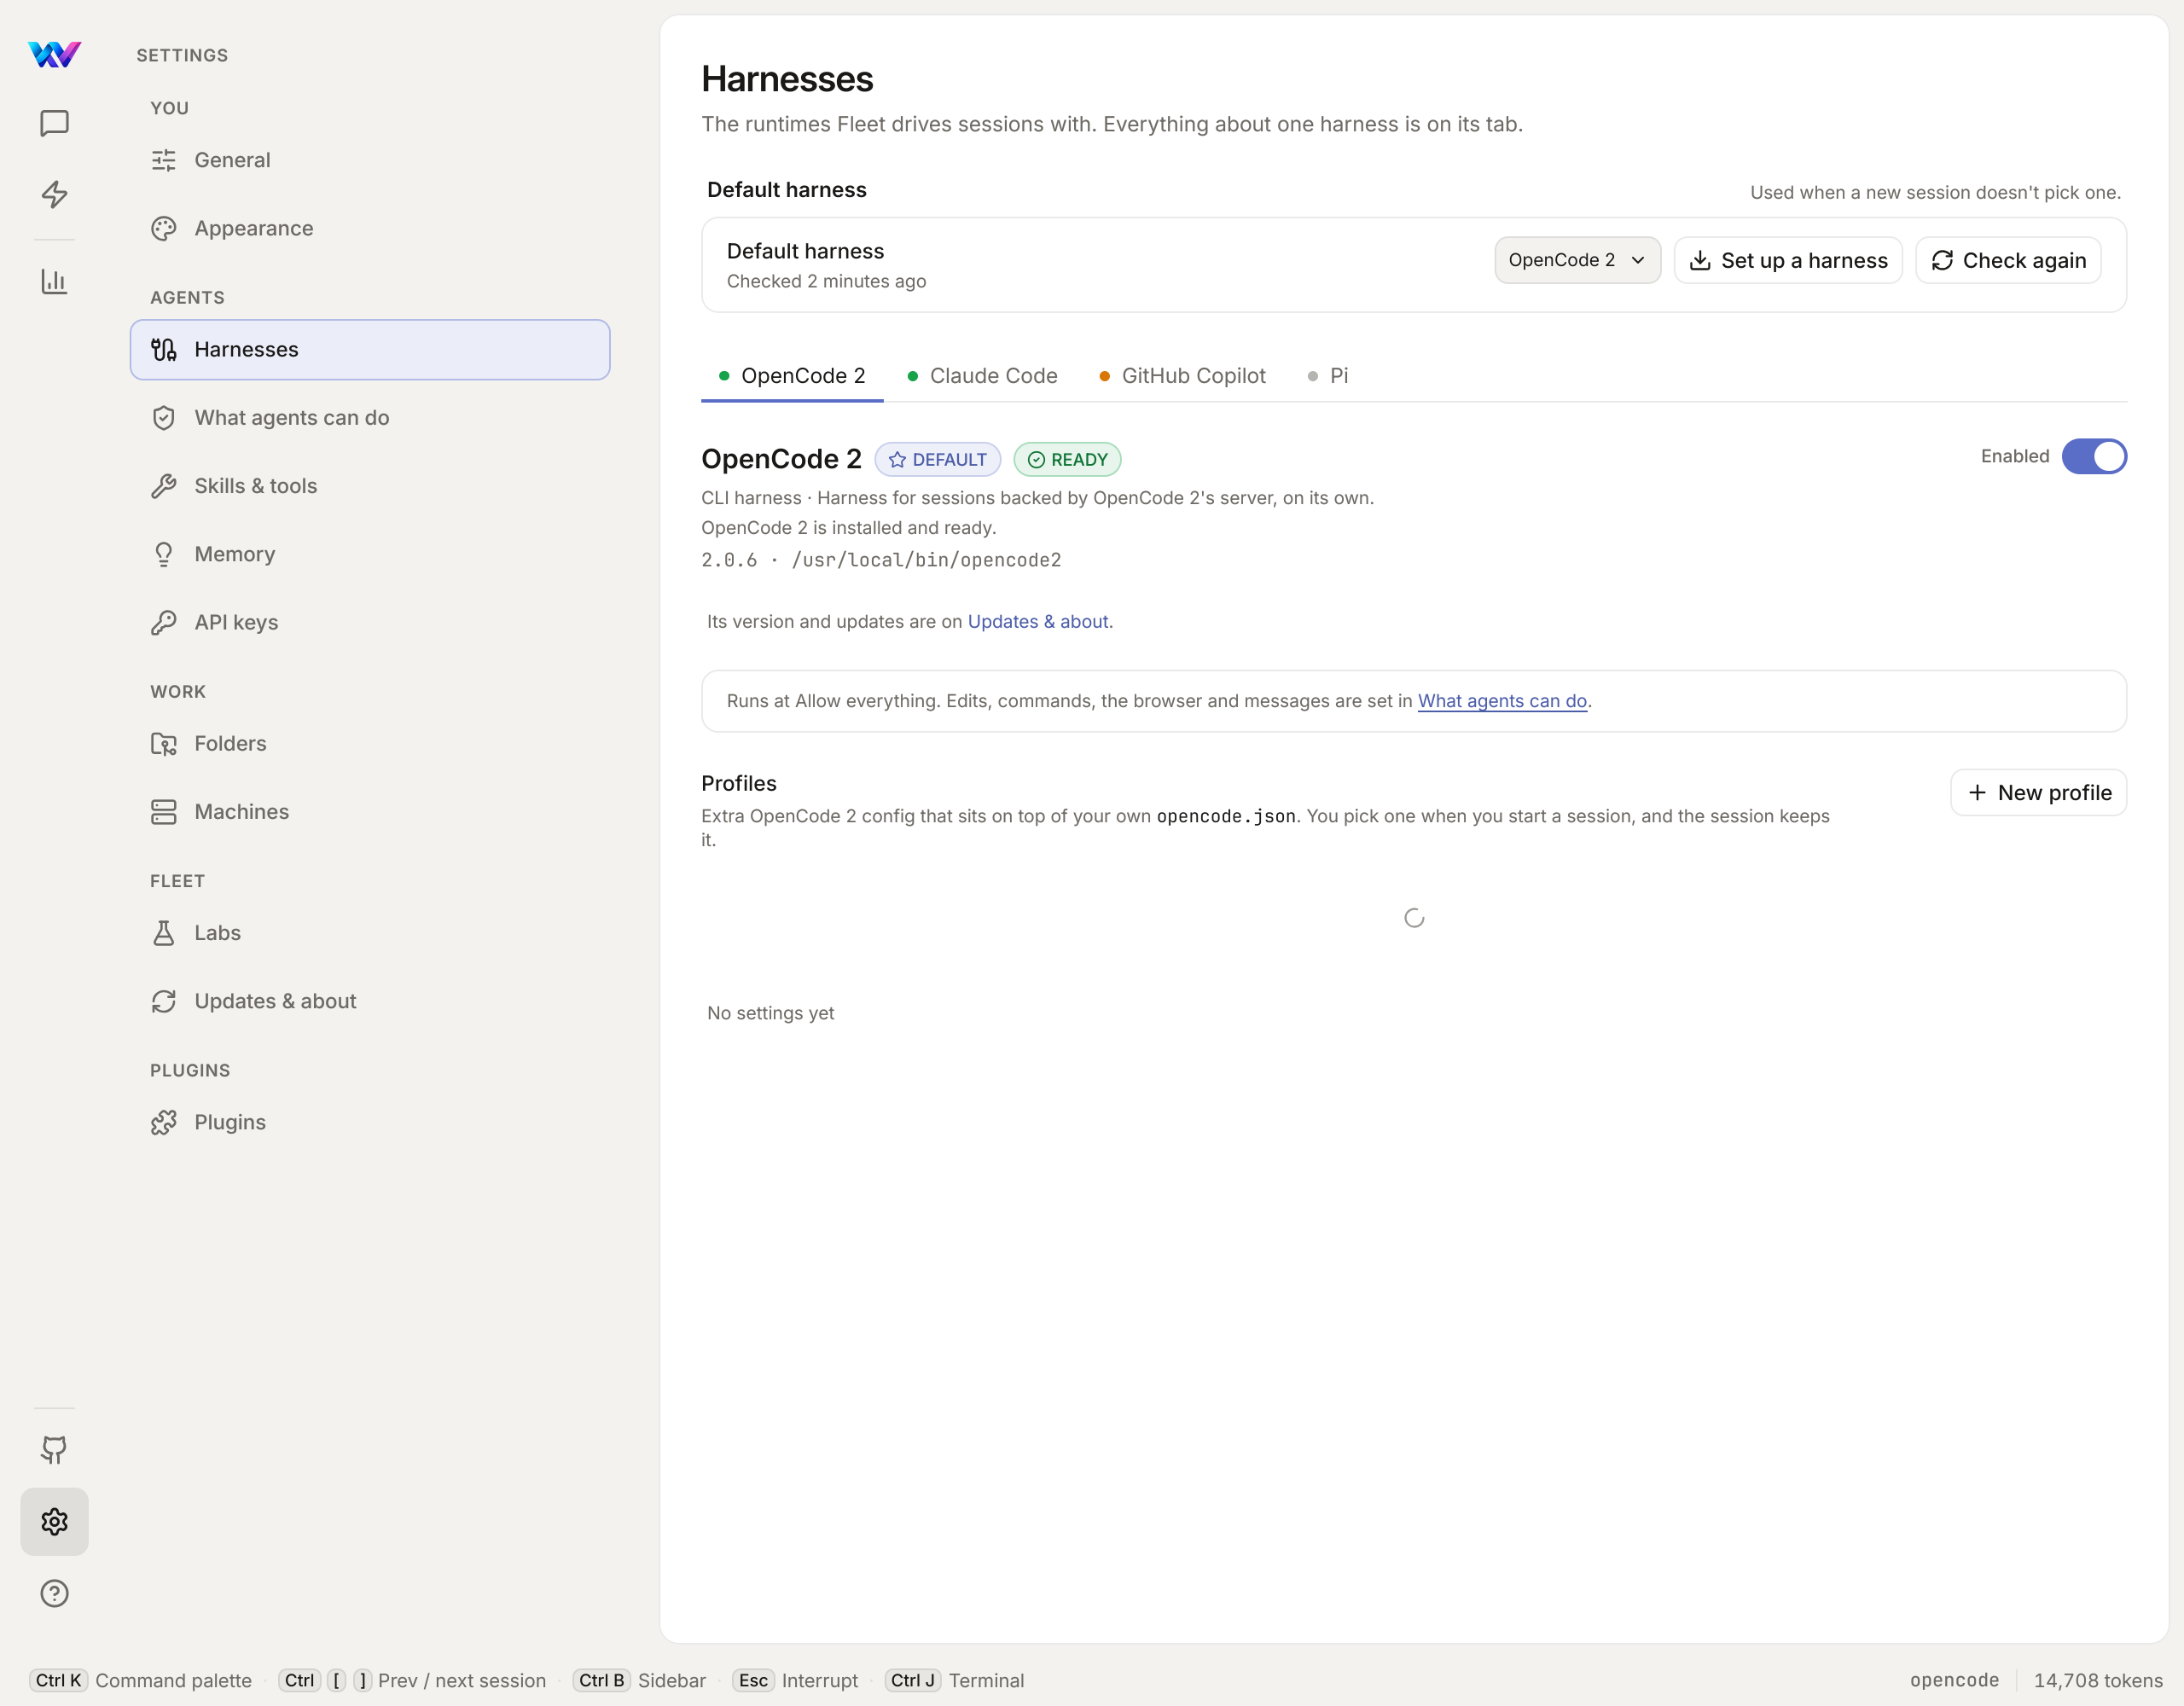 SETTINGS
YOU
General
Appearance
AGENTS
Harnesses
What agents can do
Skills & tools
Memory
API keys
WORK
Folders
Machines
FLEET
Labs
Updates & about
PLUGINS
Plugins
Harnesses
The runtimes Fleet drives sessions with. Everything about one harness is on its tab.
Default harness
Used when a new session doesn't pick one.
Default harness
Checked 2 minutes ago
OpenCode 2
Set up a harness
Check again
OpenCode 2
Claude Code
GitHub Copilot
Pi
OpenCode 2
DEFAULT
READY
Enabled
CLI harness · Harness for sessions backed by OpenCode 2's server, on its own.
OpenCode 2 is installed and ready.
2.0.6 · /usr/local/bin/opencode2
Its version and updates are on Updates & about.
Runs at Allow everything. Edits, commands, the browser and messages are set in What agents can do.
Profiles
New profile
Extra OpenCode 2 config that sits on top of your own opencode.json. You pick one when you start a session, and the session keeps
it.
No settings yet
Ctrl K Command palette · Ctrl [ ] Prev / next session · Ctrl B Sidebar · Esc Interrupt · Ctrl J Terminal
opencode
14,708 tokens